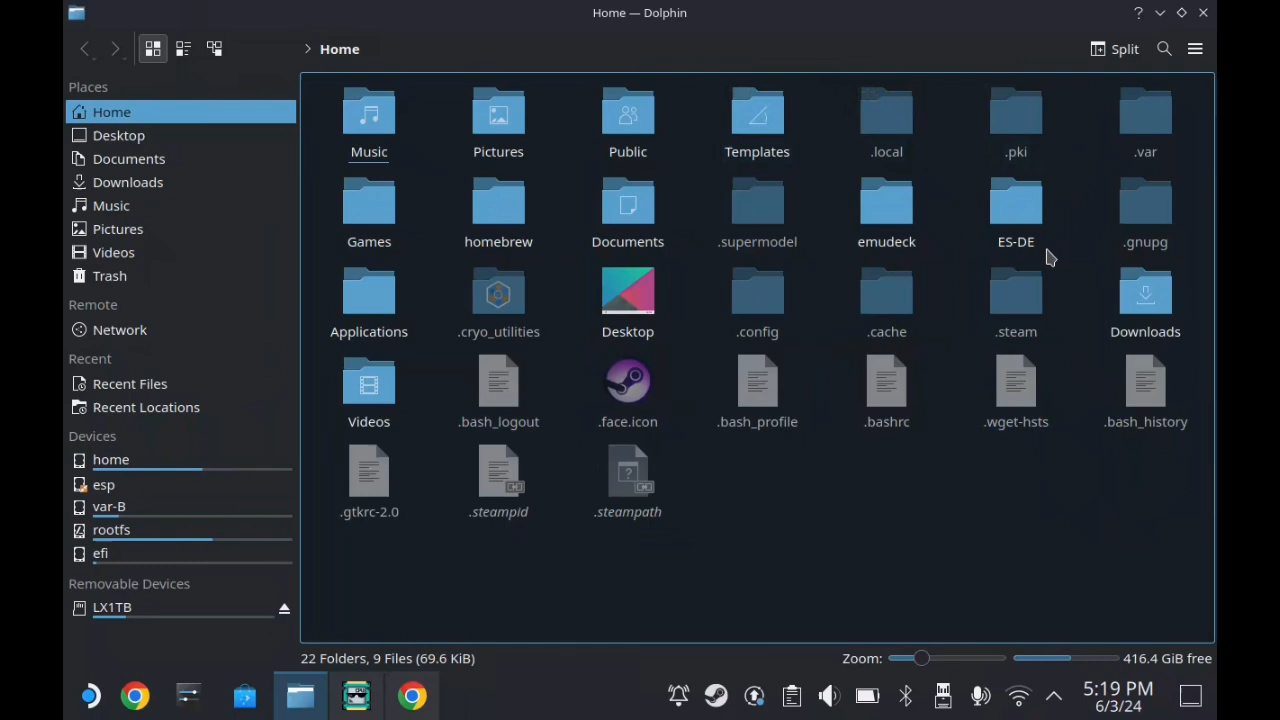 Home — Dolphin
Home
Split
Places
Home
Desktop
Documents
Downloads
Music
Pictures
Videos
Trash
Remote
Network
Recent
Recent Files
Recent Locations
Devices
home
esp
var-B
rootfs
efi
Removable Devices
LX1TB
Music Pictures Public Templates .local .pki .var
Games homebrew Documents .supermodel emudeck ES-DE .gnupg
Applications .cryo_utilities Desktop .config .cache .steam Downloads
Videos .bash_logout .face.icon .bash_profile .bashrc .wget-hsts .bash_history
.gtkrc-2.0 .steampid .steampath
22 Folders, 9 Files (69.6 KiB)
Zoom:
416.4 GiB free
5:19 PM
6/3/24